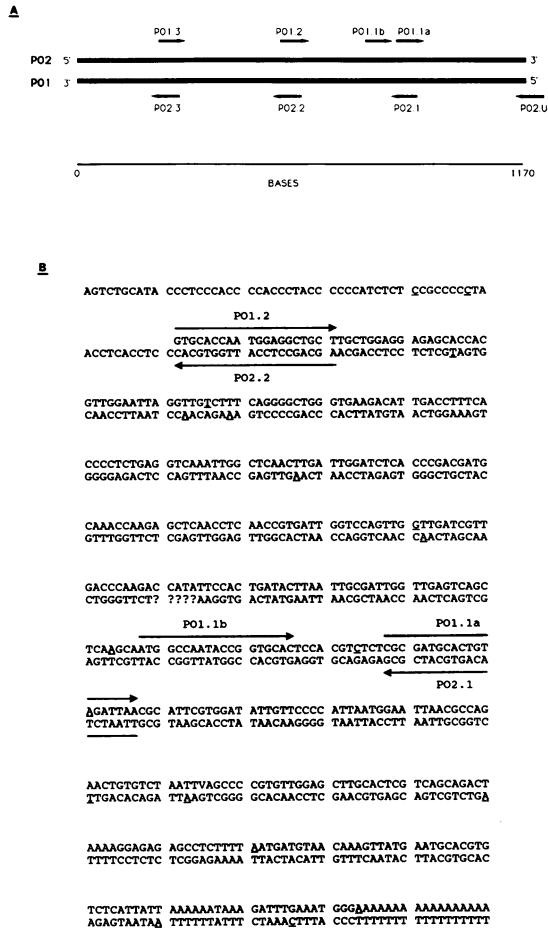 A
PO1.3 PO1.2 PO1.1b PO1.1a
PO2 5' 3'
PO1 3' 5'
PO2.3 PO2.2 PO2.1 PO2.U
0 1170
BASES
B
AGTCTGCATA CCCTCCCACC CCACCCTACC CCCCATCTCT CCGCCCCCTA
PO1.2
GTGCACCAA TGGAGGCTGC TTGCTGGAGG AGAGCACCAC
ACCTCACCTCC CCACGTGGTT ACCTCCGACG AACGACCTCC TCTCGTAGTG
PO2.2
GTTGGAATTA GGTTGTCTTT CAGGGGCTGG GTGAAGACAT TGACCTTTCA
CAACCTTAAT CCAACAGAAA GTCCCCGACC CACTTATGTA ACTGGAAAGT
CCCCTCTGAG GTCAAATTGG CTCAACTTGA TTGGATCTCA CCCGACGATG
GGGGAGACTC CAGTTTAACC GAGTTGAACT AACCTAGAGT GGGCTGCTAC
CAAACCAAGA GCTCAACCTC AACCGTGATT GGTCCAGTTG GTTGATCGTT
GTTTGGTTCT CGAGTTGGAG TTGGCACTAA CCAGGTCAAC CAACTAGCAA
GACCCAAGAC CATATTCCAC TGATACTTAA TTGCGATTGG TTGAGTCAGC
CTGGGTTCT? ????AAGGTG ACTATGAATT AACGCTAACC AACTCAGTCG
PO1.1b PO1.1a
TCAAGCAATG GCCAATACCG GTGCACTCCA CGTCTCTCGC GATGCACTGT
AGTTCGTTAC CGGTTATGGC CACGTGAGGT GCAGAGAGCG CTACGTGACA
PO2.1
AGATTAACGC ATTCGTGGAT ATTGTTCCCC ATTAATGGAA TTAACGCCAG
TCTAATTGCG TAAGCACCTA TAACAAGGGG TAATTACCTT AATTGCGGTC
AACTGTGTCT AATTVAGCCC CGTGTTGGAG CTTGCACTCG TCAGCAGACT
TTGACACAGA TTAAGTCGGG GCACAACCTC GAACGTGAGC AGTCGTCTGA
AAAAGGAGAG AGCCTCTTTT AATGATGTAA CAAAGTTATG AATGCACGTG
TTTTCCTCTC TCGGAGAAAA TTACTACATT GTTTCAATAC TTACGTGCAC
TCTCATTATT AAAAAATAAA GATTTGAAAT GGGAAAAAAA AAAAAAAAAA
AGAGTAATAA TTTTTTATTT CTAAACTTTA CCCTTTTTTT TTTTTTTTTT